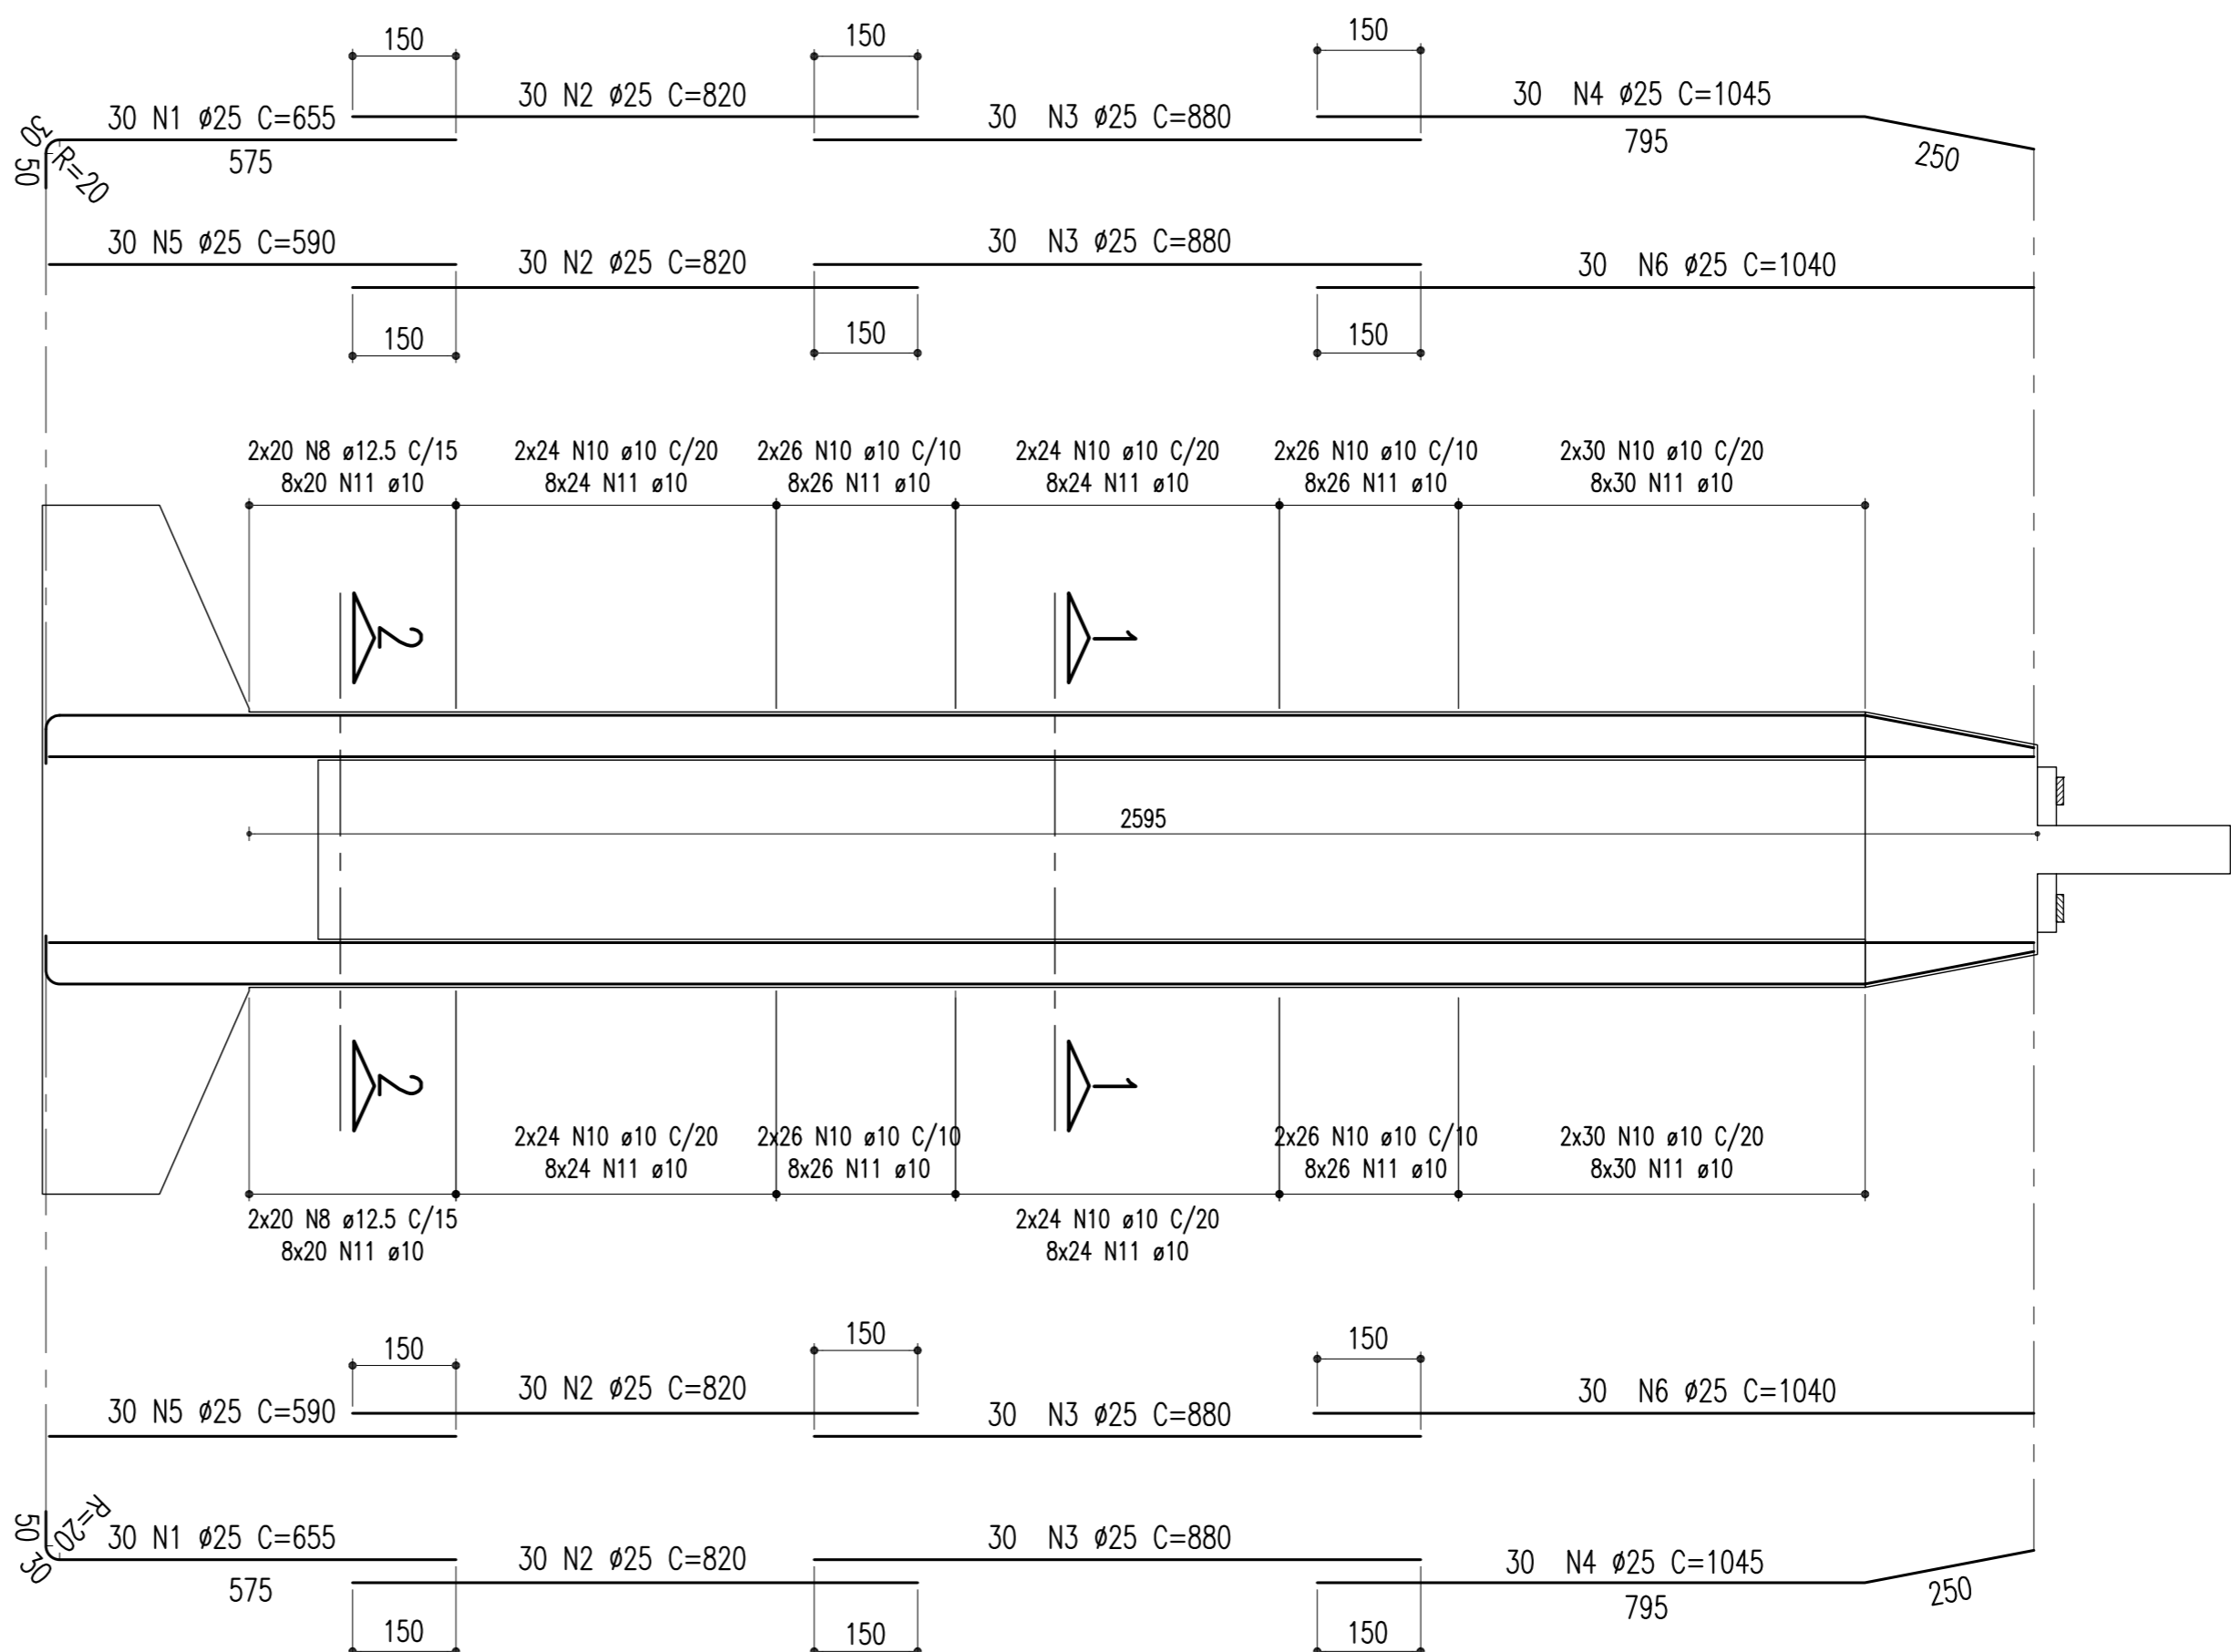 150
150
150
30 N1 ø25 C=655
30 N2 ø25 C=820
30 N3 ø25 C=880
30 N4 ø25 C=1045
30
50
R=20
575
795
250
30 N5 ø25 C=590
30 N2 ø25 C=820
30 N3 ø25 C=880
30 N6 ø25 C=1040
150
150
150
2x20 N8 ø12.5 C/15
8x20 N11 ø10
2x24 N10 ø10 C/20
8x24 N11 ø10
2x26 N10 ø10 C/10
8x26 N11 ø10
2x24 N10 ø10 C/20
8x24 N11 ø10
2x26 N10 ø10 C/10
8x26 N11 ø10
2x30 N10 ø10 C/20
8x30 N11 ø10
2
1
2595
2
1
2x24 N10 ø10 C/20
8x24 N11 ø10
2x26 N10 ø10 C/10
8x26 N11 ø10
2x26 N10 ø10 C/10
8x26 N11 ø10
2x30 N10 ø10 C/20
8x30 N11 ø10
2x20 N8 ø12.5 C/15
8x20 N11 ø10
2x24 N10 ø10 C/20
8x24 N11 ø10
150
150
150
30 N5 ø25 C=590
30 N2 ø25 C=820
30 N3 ø25 C=880
30 N6 ø25 C=1040
50
30
R=20
30 N1 ø25 C=655
30 N2 ø25 C=820
30 N3 ø25 C=880
30 N4 ø25 C=1045
575
795
250
150
150
150